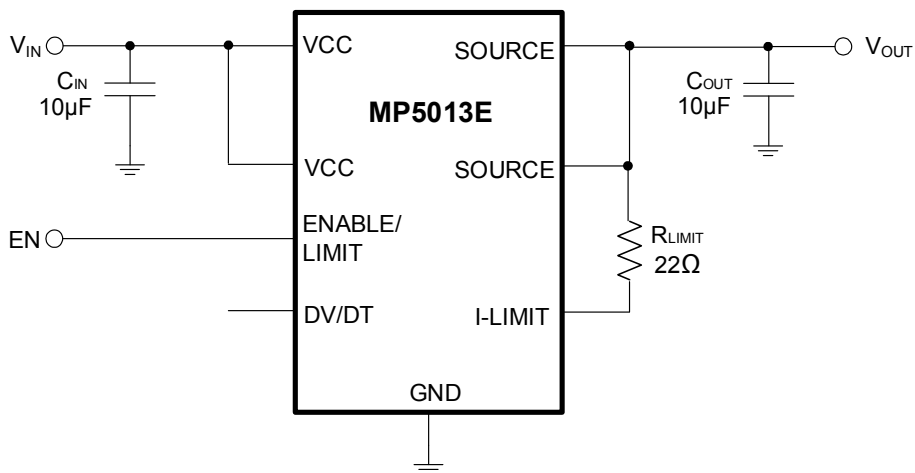 VIN
CIN
10µF
VCC
VCC
EN
ENABLE/
LIMIT
DV/DT
MP5013E
GND
SOURCE
SOURCE
I-LIMIT
RLIMIT
22Ω
COUT
10µF
VOUT